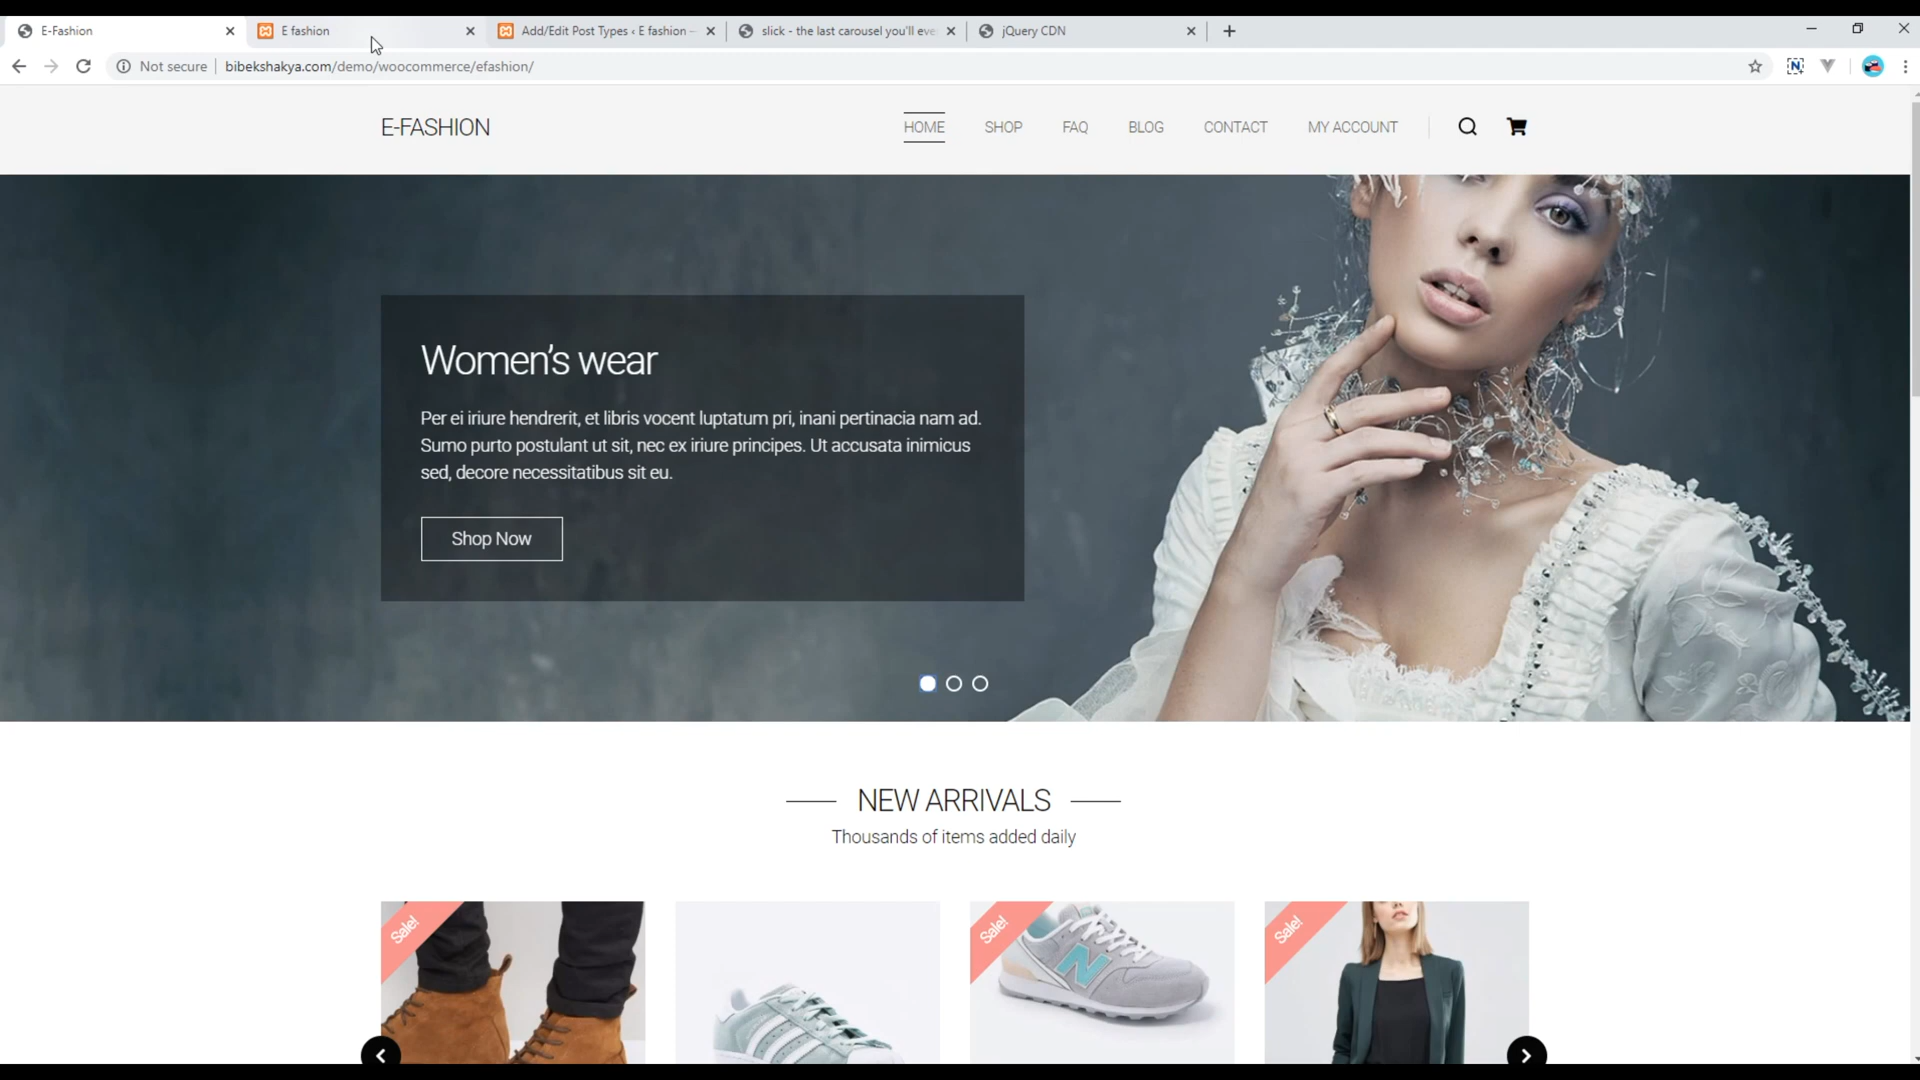 E-Fashion
E fashion
Add/Edit Post Types ‹ E fashion –
slick - the last carousel you'll eve
jQuery CDN
Not secure
bibekshakya.com/demo/woocommerce/efashion/
E-FASHION
HOME
SHOP
FAQ
BLOG
CONTACT
MY ACCOUNT
Women’s wear
Per ei iriure hendrerit, et libris vocent luptatum pri, inani pertinacia nam ad.
Sumo purto postulant ut sit, nec ex iriure principes. Ut accusata inimicus
sed, decore necessitatibus sit eu.
Shop Now
NEW ARRIVALS
Thousands of items added daily
Sale!
Sale!
Sale!
N